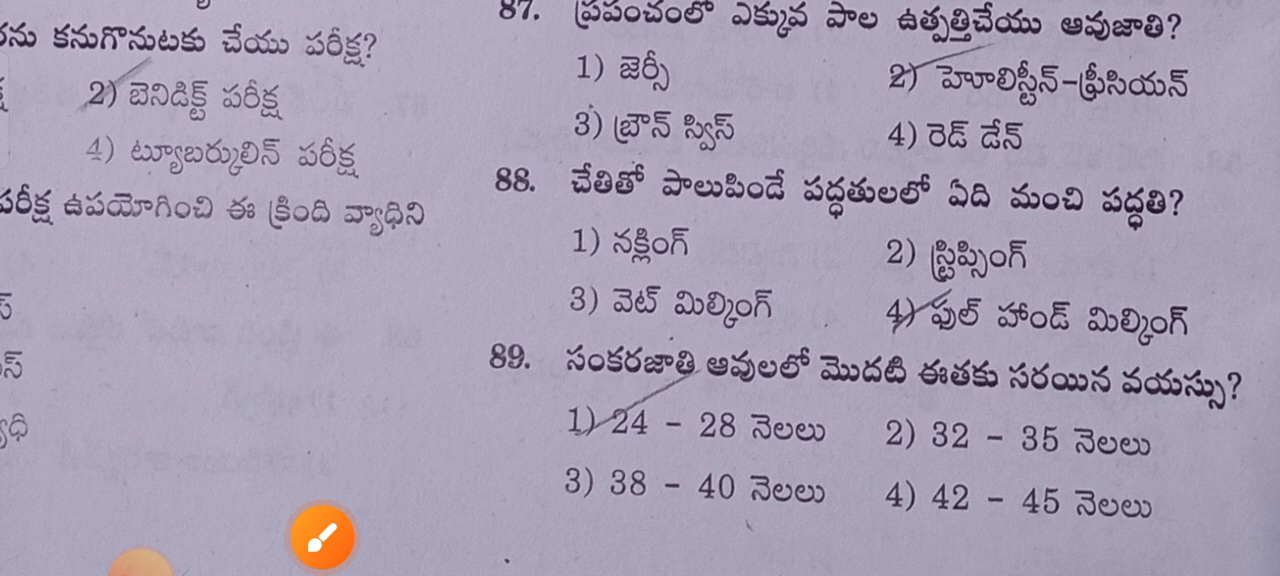 ను కనుగొనుటకు చేయు పరీక్ష?
2) బెనిడిక్ట్ పరీక్ష
4) ట్యూబర్కులిన్ పరీక్ష
పరీక్ష ఉపయోగించి ఈ క్రింది వ్యాధిని
87. ప్రపంచంలో ఎక్కువ పాల ఉత్పత్తిచేయు ఆవుజాతి?
1) జెర్సీ 2) హెూలిస్టీన్-ఫ్రీసియన్
3) బ్రౌన్ స్విస్ 4) రెడ్ డేన్
88. చేతితో పాలుపిండే పద్ధతులలో ఏది మంచి పద్ధతి?
1) నక్లింగ్ 2) స్ట్రిప్పింగ్
3) వెట్ మిల్కింగ్ 4) ఫుల్ హాండ్ మిల్కింగ్
89. సంకరజాతి ఆవులలో మొదటి ఈతకు సరయిన వయస్సు?
1) 24 - 28 నెలలు 2) 32 - 35 నెలలు
3) 38 - 40 నెలలు 4) 42 - 45 నెలలు